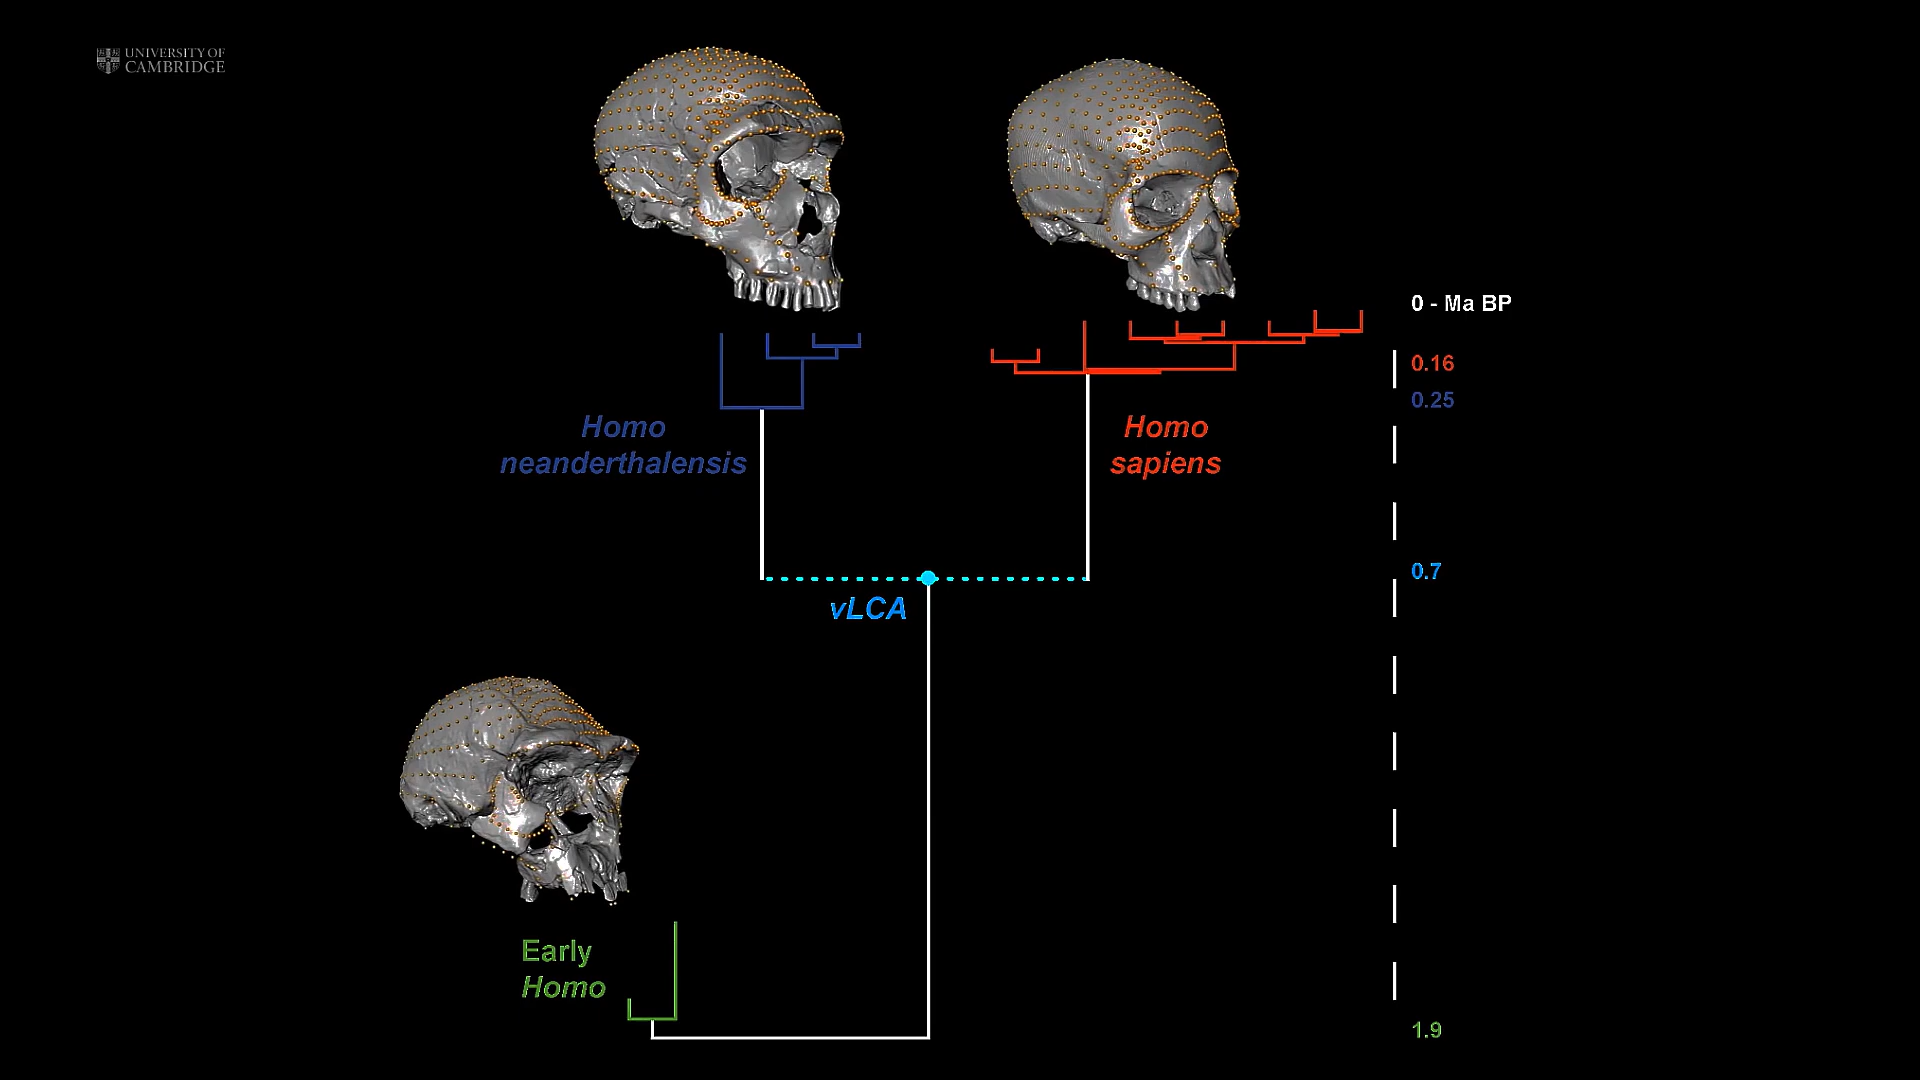 UNIVERSITY OF
CAMBRIDGE
0 - Ma BP
0.16
0.25
Homo
neanderthalensis
Homo
sapiens
0.7
vLCA
Early
Homo
1.9